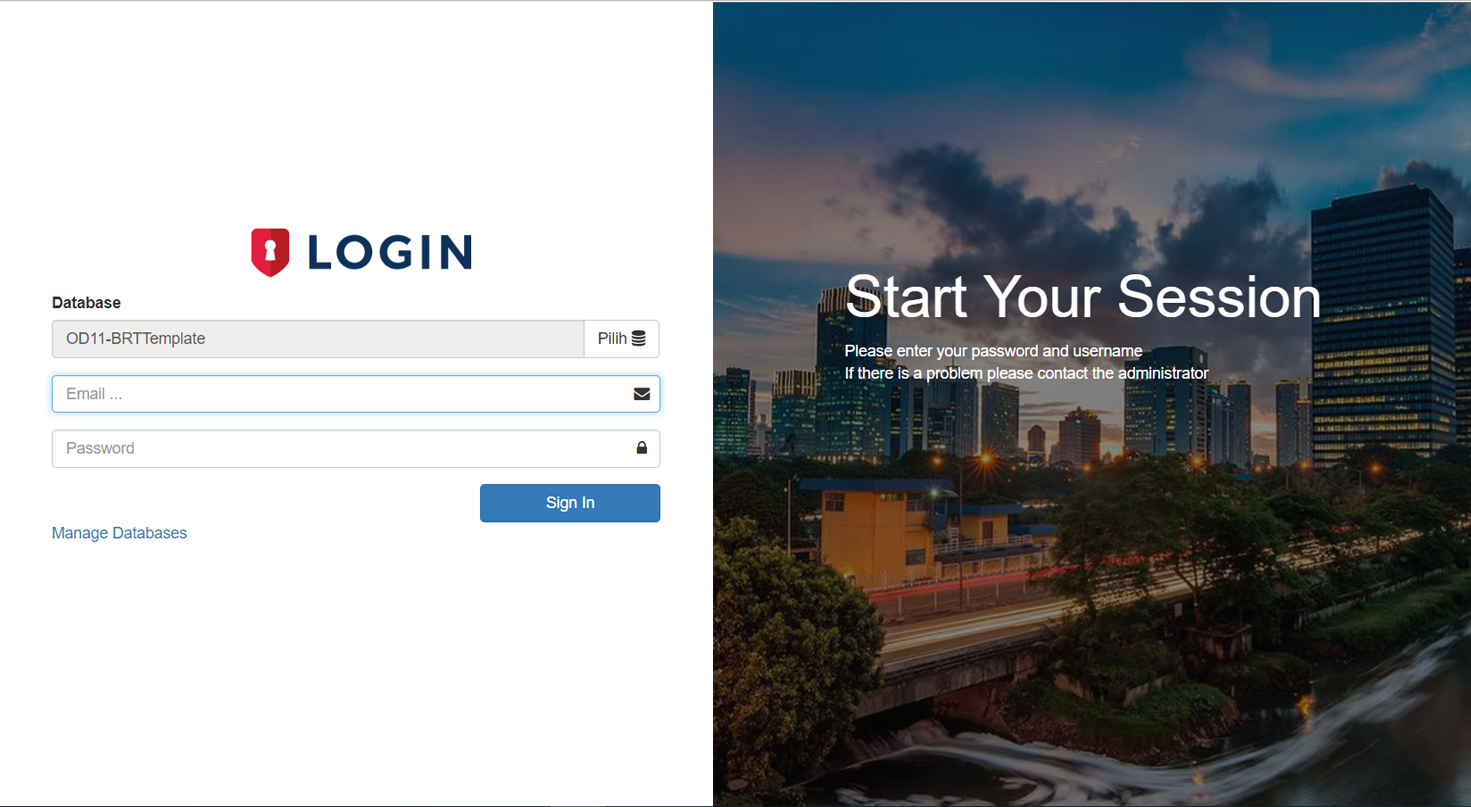 LOGIN
Database
OD11-BRTTemplate
Pilih
Email ...
Password
Sign In
Manage Databases
Start Your Session
Please enter your password and username
If there is a problem please contact the administrator